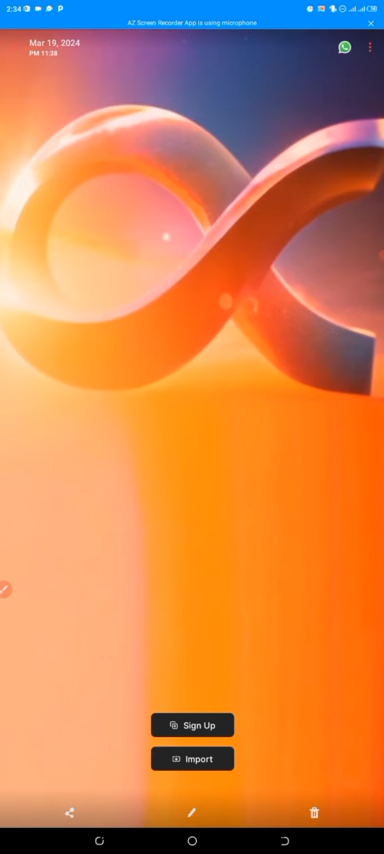 2:34
AZ Screen Recorder App is using microphone
Mar 19, 2024
PM 11:38
Sign Up
Import